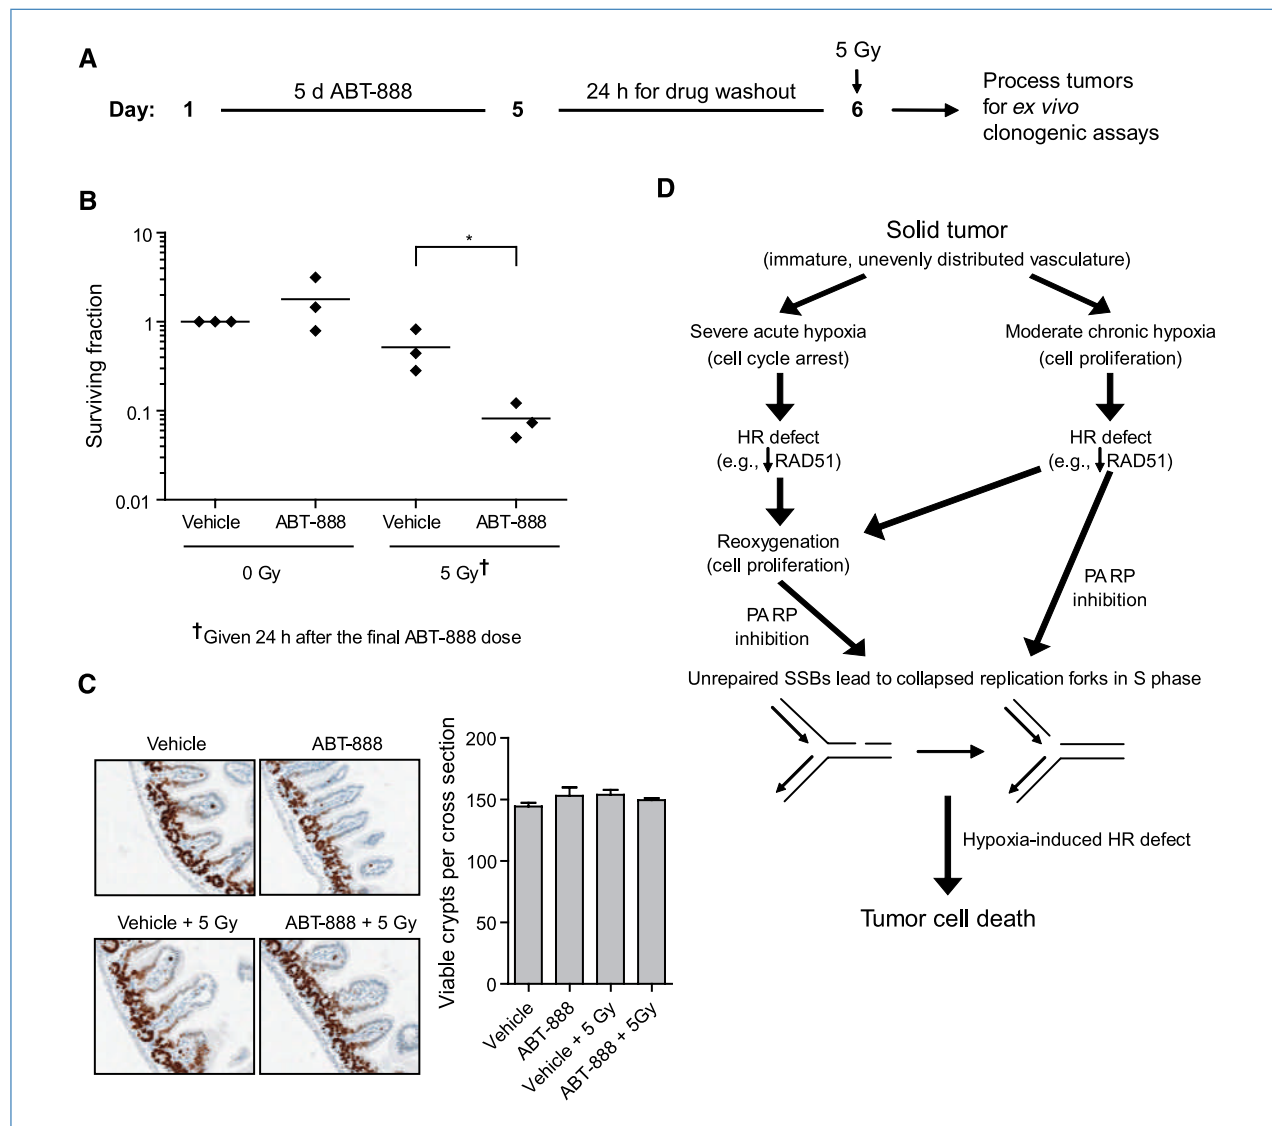 A
5 Gy
Day: 1 5 d ABT-888 5 24 h for drug washout 6
Process tumors
for ex vivo
clonogenic assays
B
Surviving fraction
10
1
0.1
0.01
*
Vehicle ABT-888 Vehicle ABT-888
0 Gy 5 Gy†
†Given 24 h after the final ABT-888 dose
C
Vehicle ABT-888
Vehicle + 5 Gy ABT-888 + 5 Gy
Viable crypts per cross section
200
150
100
50
0
Vehicle
ABT-888
Vehicle + 5 Gy
ABT-888 + 5Gy
D
Solid tumor
(immature, unevenly distributed vasculature)
Severe acute hypoxia
(cell cycle arrest)
Moderate chronic hypoxia
(cell proliferation)
HR defect
(e.g., ↓ RAD51)
HR defect
(e.g., ↓ RAD51)
Reoxygenation
(cell proliferation)
PARP
inhibition
PARP
inhibition
Unrepaired SSBs lead to collapsed replication forks in S phase
Hypoxia-induced HR defect
Tumor cell death